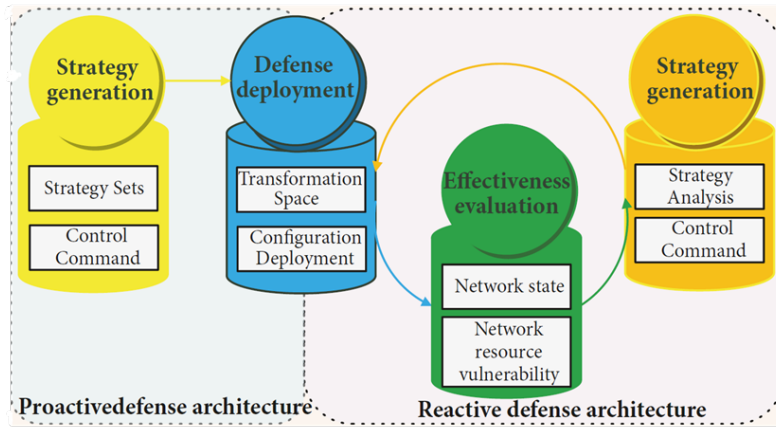 Strategy
generation
Strategy Sets
Control
Command
Defense
deployment
Transformation
Space
Configuration
Deployment
Effectiveness
evaluation
Network state
Network
resource
vulnerability
Strategy
generation
Strategy
Analysis
Control
Command
Proactivedefense architecture
Reactive defense architecture